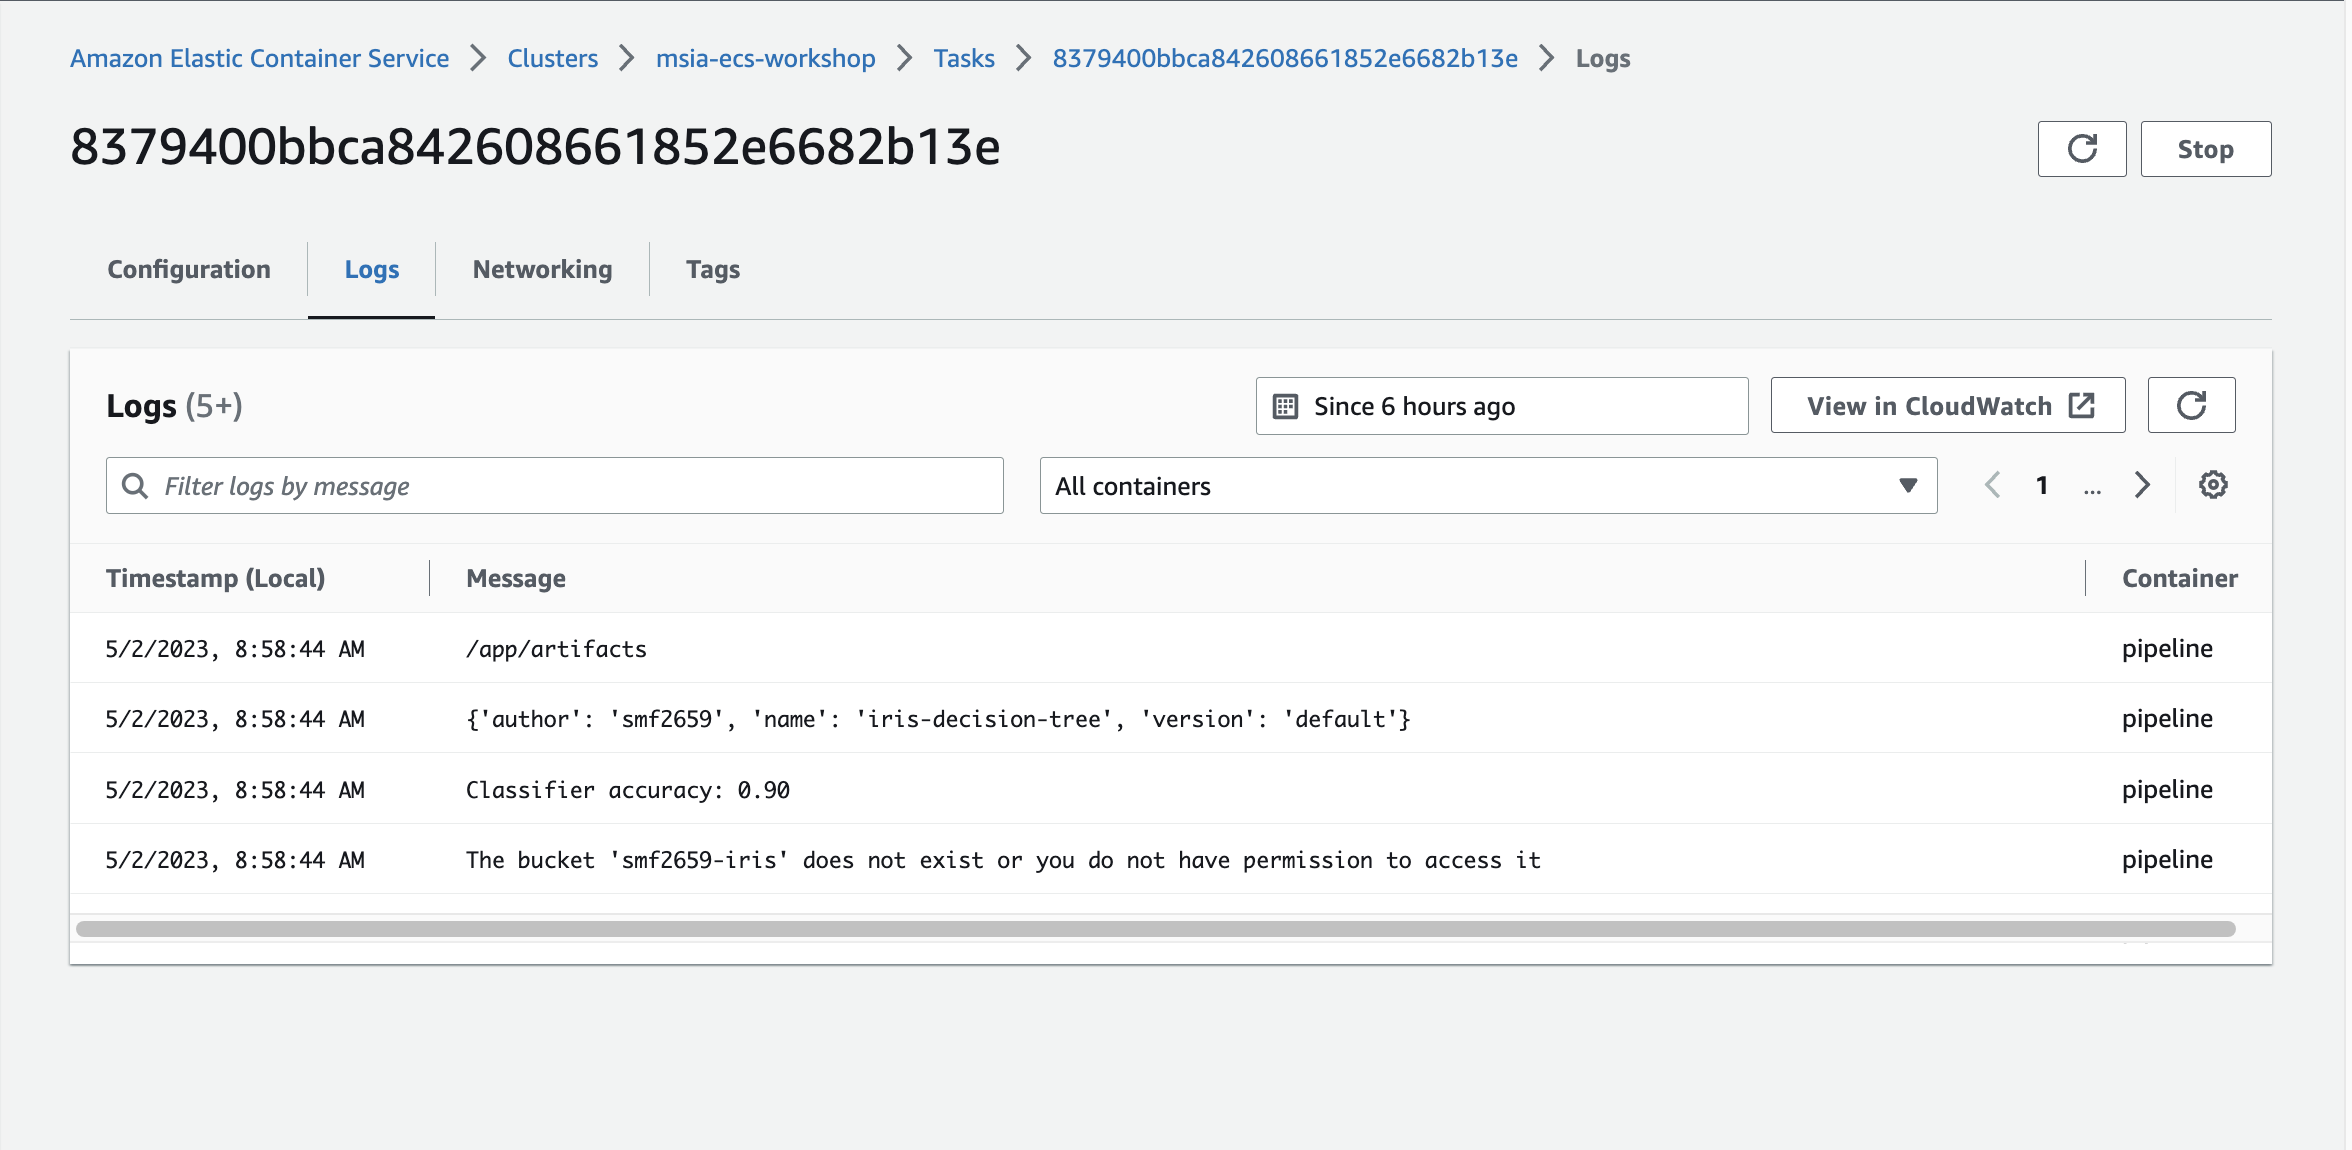 Amazon Elastic Container Service > Clusters > msia-ecs-workshop > Tasks > 8379400bbca842608661852e6682b13e > Logs
8379400bbca842608661852e6682b13e
Stop
Configuration Logs Networking Tags
Logs (5+)
Since 6 hours ago
View in CloudWatch
Filter logs by message
All containers
1 ...
Timestamp (Local) Message Container
5/2/2023, 8:58:44 AM /app/artifacts pipeline
5/2/2023, 8:58:44 AM {'author': 'smf2659', 'name': 'iris-decision-tree', 'version': 'default'} pipeline
5/2/2023, 8:58:44 AM Classifier accuracy: 0.90 pipeline
5/2/2023, 8:58:44 AM The bucket 'smf2659-iris' does not exist or you do not have permission to access it pipeline